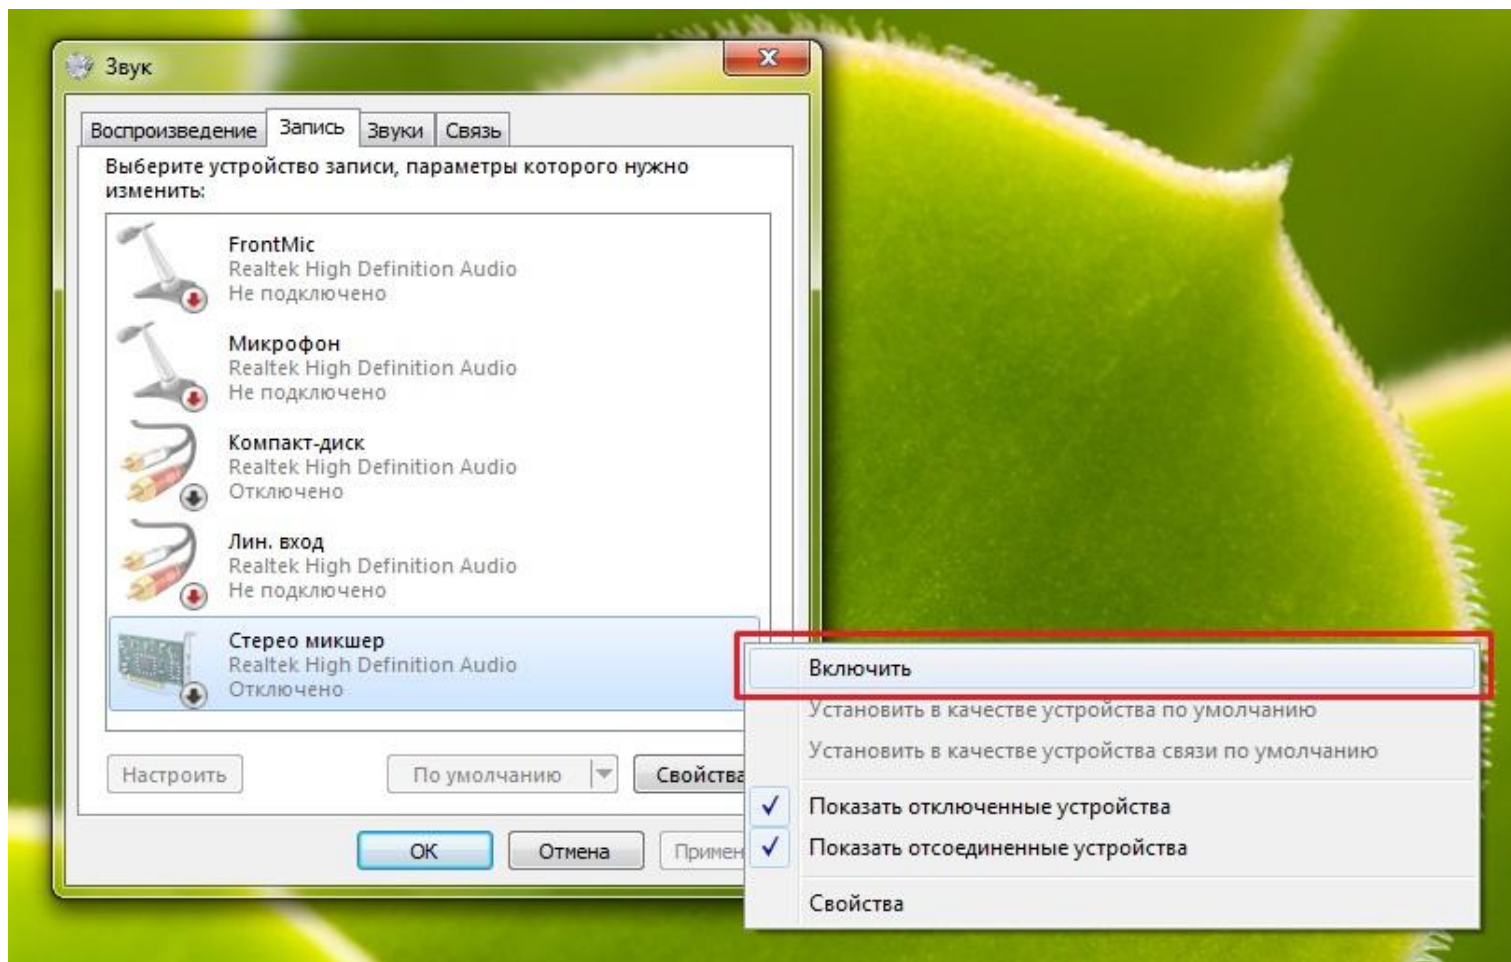 Звук
Воспроизведение
Запись
Звуки
Связь
Выберите устройство записи, параметры которого нужно
изменить:
FrontMic
Realtek High Definition Audio
Не подключено
Микрофон
Realtek High Definition Audio
Не подключено
Компакт-диск
Realtek High Definition Audio
Отключено
Лин. вход
Realtek High Definition Audio
Не подключено
Стерео микшер
Realtek High Definition Audio
Отключено
Включить
Установить в качестве устройства по умолчанию
Установить в качестве устройства связи по умолчанию
Показать отключенные устройства
Показать отсоединенные устройства
Свойства
Настроить
По умолчанию
Свойства
ОК
Отмена
Примен